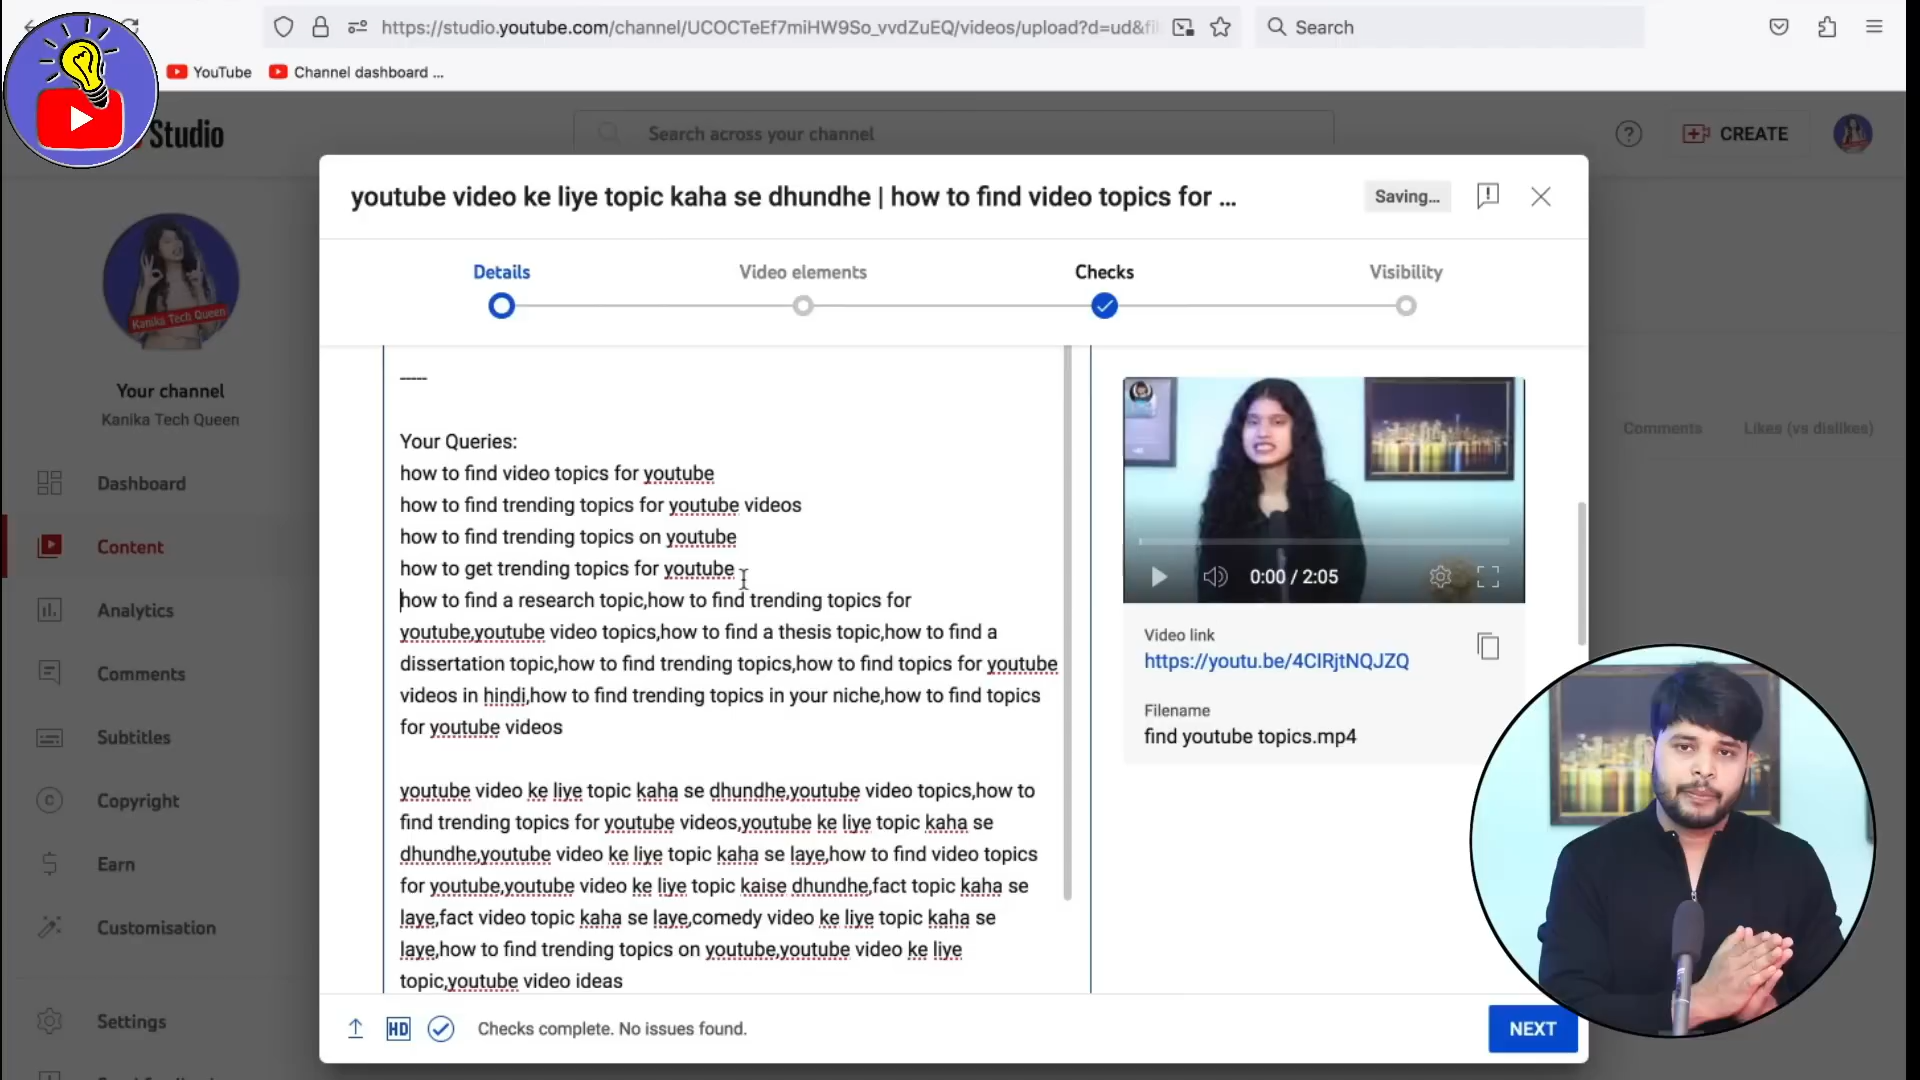 https://studio.youtube.com/channel/UCOCTeEf7miHW9So_vvdZuEQ/videos/upload?d=ud&fil
Search
YouTube
Channel dashboard ...
Studio
Search across your channel
CREATE
youtube video ke liye topic kaha se dhundhe | how to find video topics for ...
Saving...
Details
Video elements
Checks
Visibility
Kanika Tech Queen
Your channel
Kanika Tech Queen
Dashboard
Content
Analytics
Comments
Subtitles
Copyright
Earn
Customisation
Settings
-----
Your Queries:
how to find video topics for youtube
how to find trending topics for youtube videos
how to find trending topics on youtube
how to get trending topics for youtube
how to find a research topic,how to find trending topics for
youtube,youtube video topics,how to find a thesis topic,how to find a
dissertation topic,how to find trending topics,how to find topics for youtube
videos in hindi,how to find trending topics in your niche,how to find topics
for youtube videos
youtube video ke liye topic kaha se dhundhe,youtube video topics,how to
find trending topics for youtube videos,youtube ke liye topic kaha se
dhundhe,youtube video ke liye topic kaha se laye,how to find video topics
for youtube,youtube video ke liye topic kaise dhundhe,fact topic kaha se
laye,fact video topic kaha se laye,comedy video ke liye topic kaha se
laye,how to find trending topics on youtube,youtube video ke liye
topic,youtube video ideas
0:00 / 2:05
Video link
https://youtu.be/4ClRjtNQJZQ
Filename
find youtube topics.mp4
Comments
Likes (vs dislikes)
HD
Checks complete. No issues found.
NEXT